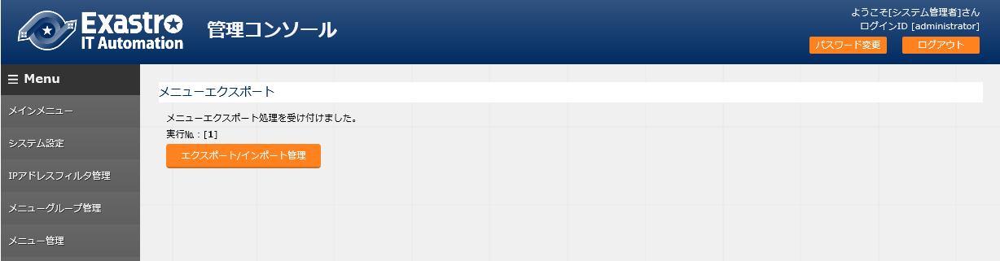 Exastro
IT Automation
管理コンソール
ようこそ[システム管理者]さん
ログインID [administrator]
パスワード変更
ログアウト
☰ Menu
メインメニュー
システム設定
IPアドレスフィルタ管理
メニューグループ管理
メニュー管理
メニューエクスポート
メニューエクスポート処理を受け付けました。
実行№：[1]
エクスポート/インポート管理